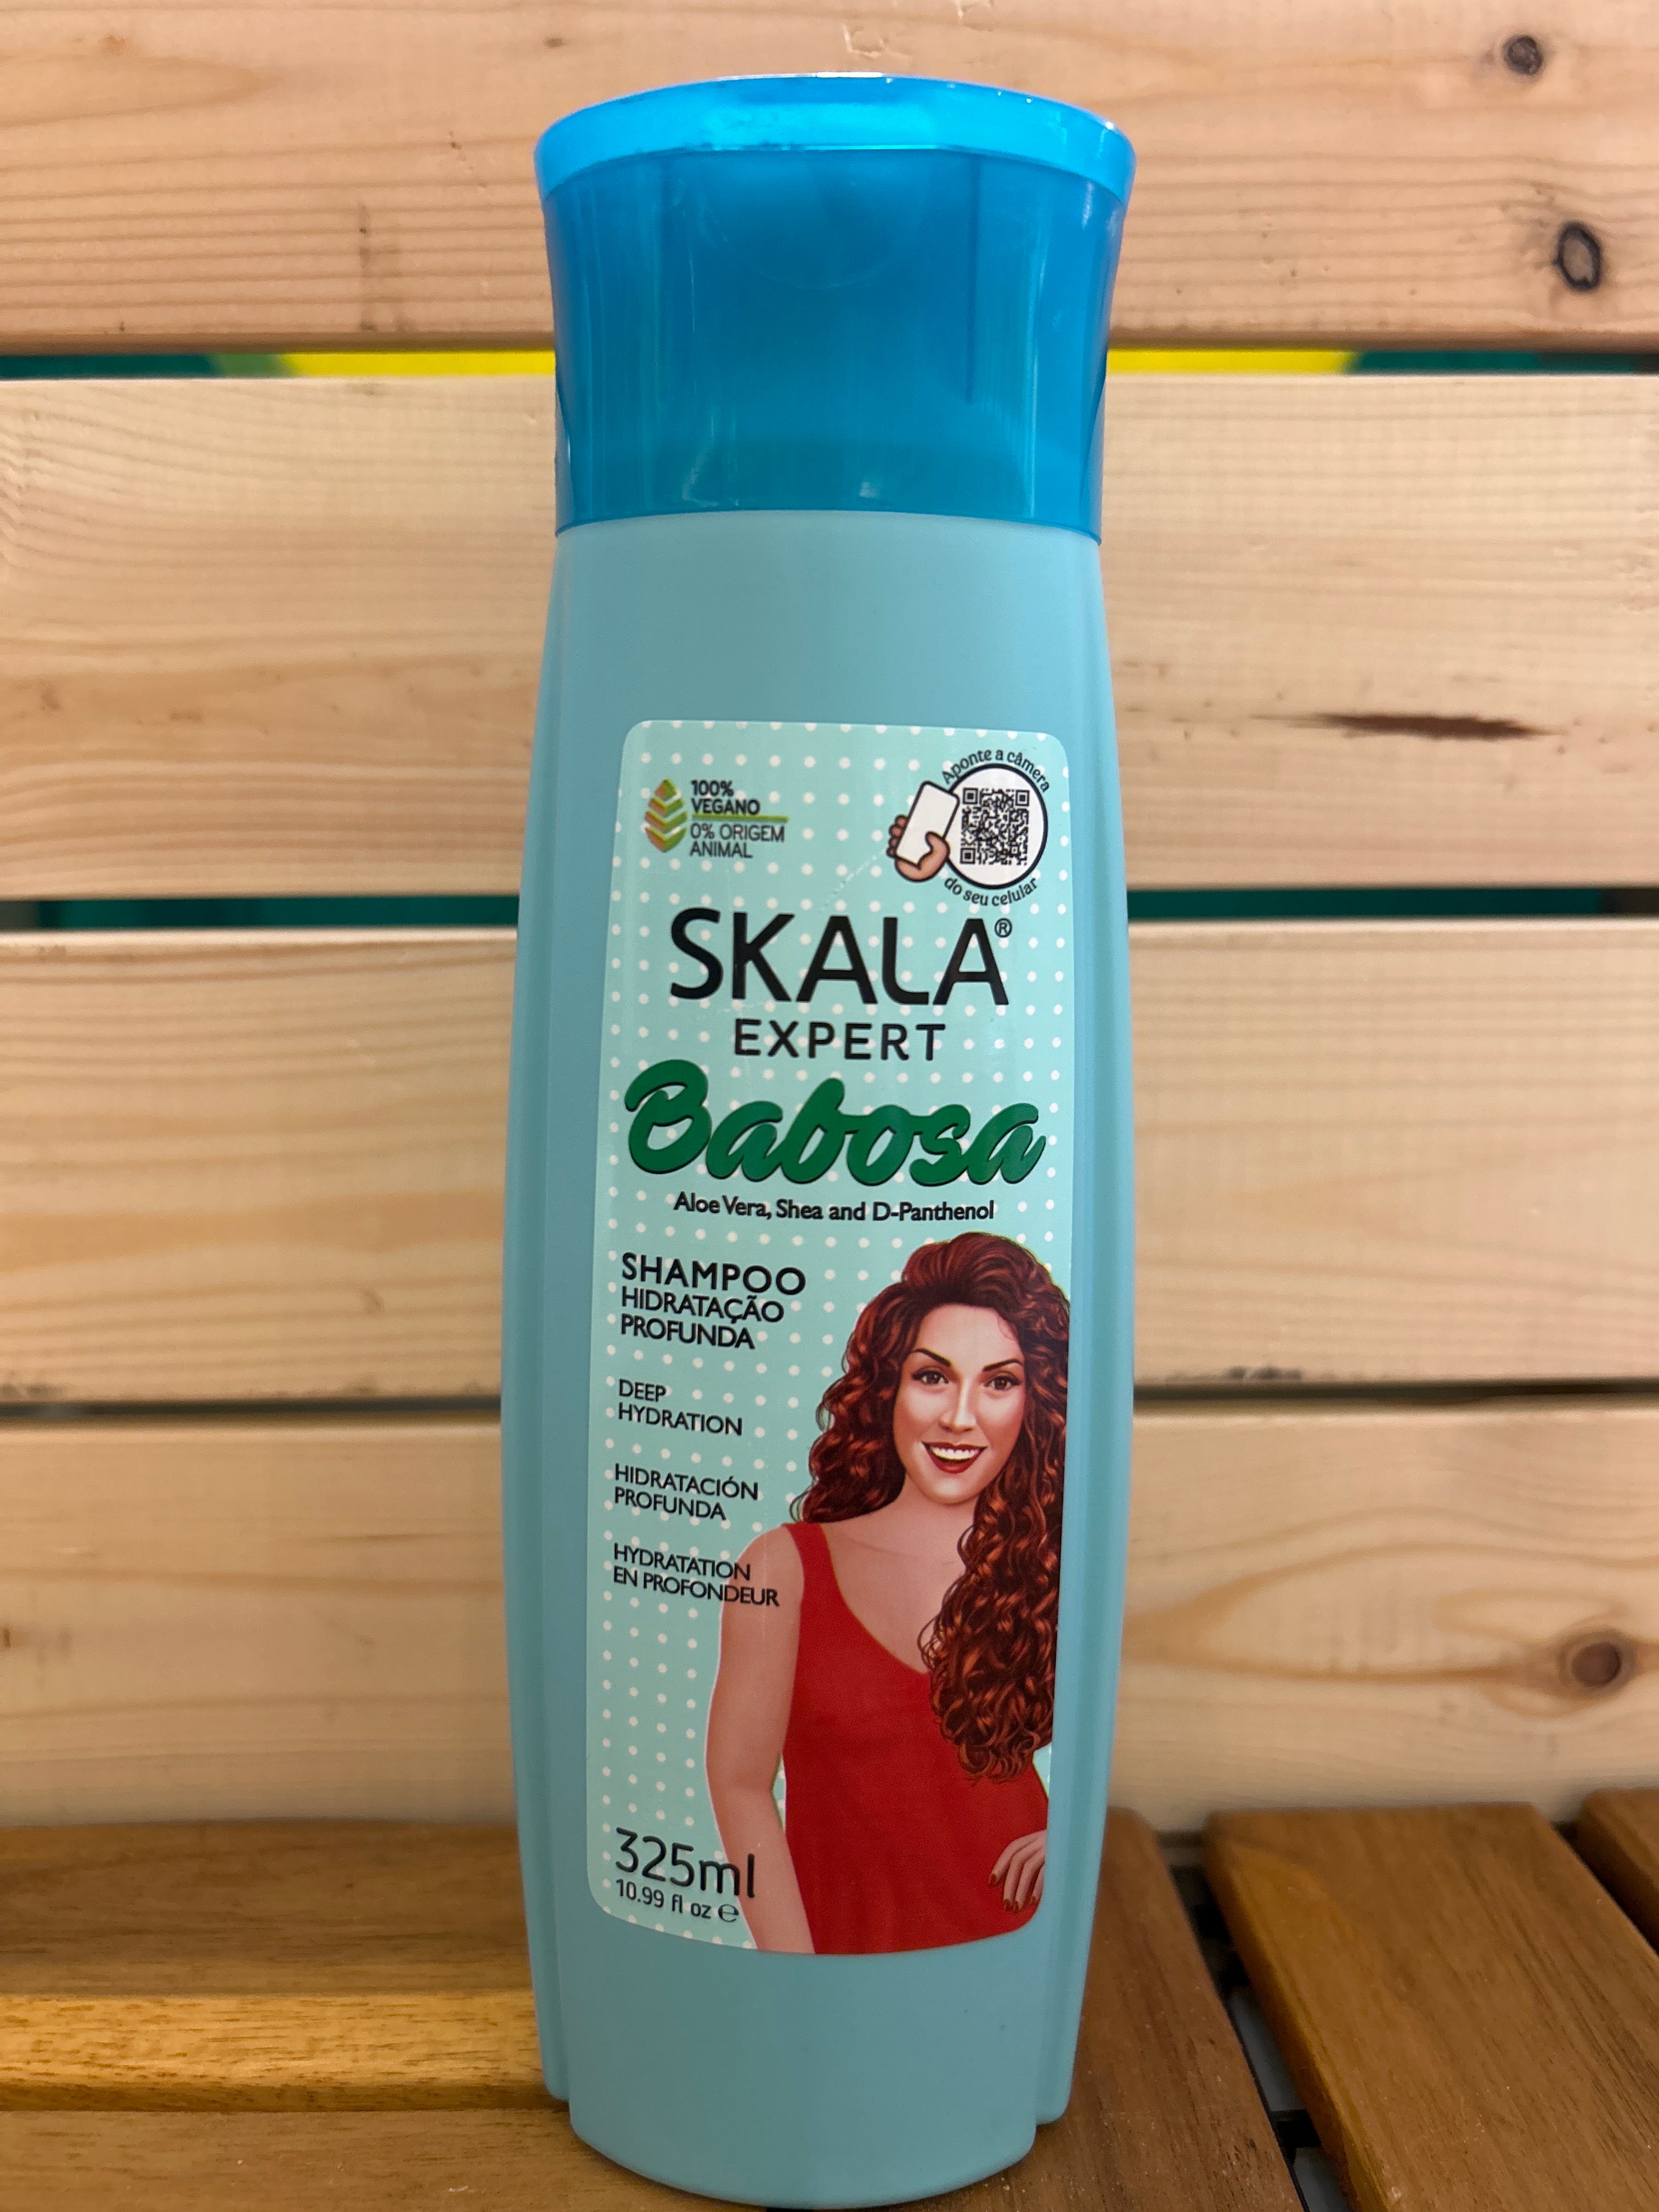 100%
VEGANO
0% ORIGEM
ANIMAL
Aponte a câmera
do seu celular
SKALA®
EXPERT
Babosa
Aloe Vera, Shea and D-Panthenol
SHAMPOO
HIDRATAÇÃO
PROFUNDA
DEEP
HYDRATION
HIDRATACIÓN
PROFUNDA
HYDRATATION
EN PROFONDEUR
325ml
10.99 fl oz ℮